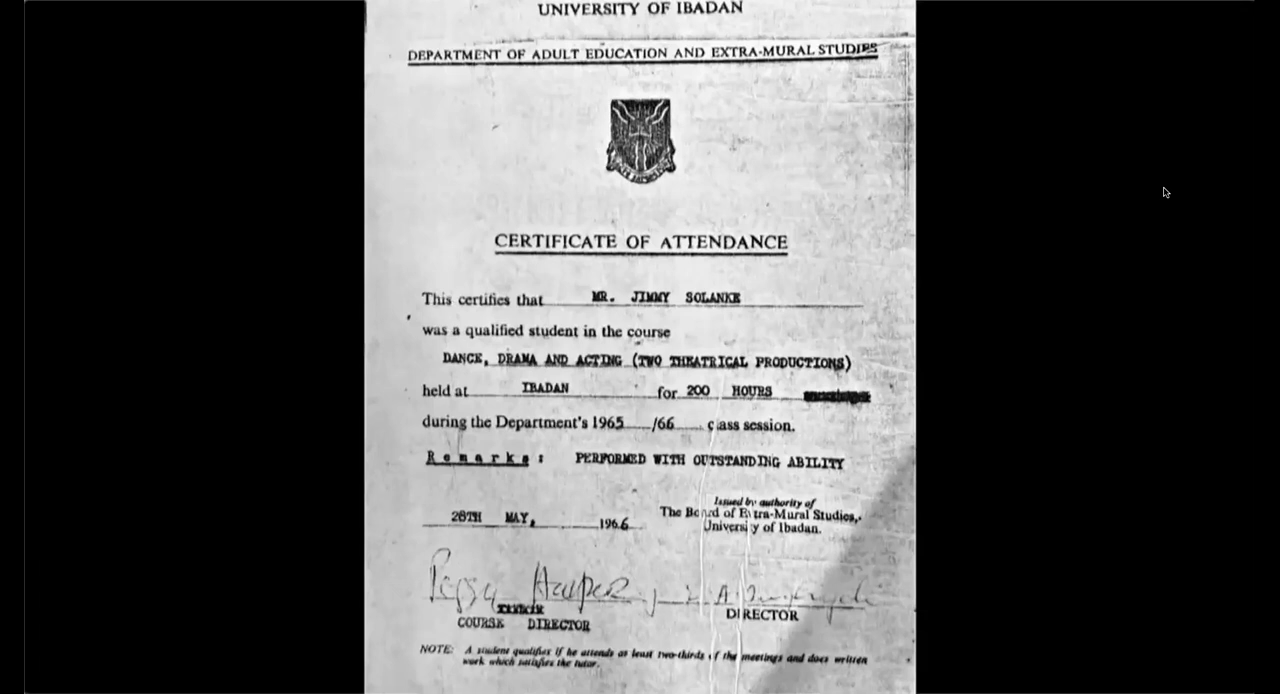 UNIVERSITY OF IBADAN
DEPARTMENT OF ADULT EDUCATION AND EXTRA-MURAL STUDIES
CERTIFICATE OF ATTENDANCE
This certifies that MR. JIMMY SOLANKE
was a qualified student in the course
DANCE, DRAMA AND ACTING (TWO THEATRICAL PRODUCTIONS)
held at IBADAN for 200 HOURS
during the Department's 1965/66 class session.
Remarks: PERFORMED WITH OUTSTANDING ABILITY
Issued by authority of
The Board of Extra-Mural Studies,
University of Ibadan.
28TH MAY, 1966
Peggy Harper
DIRECTOR
COURSE DIRECTOR
NOTE: A student qualifies if he attends at least two-thirds of the meetings and does written
work which satisfies the tutor.